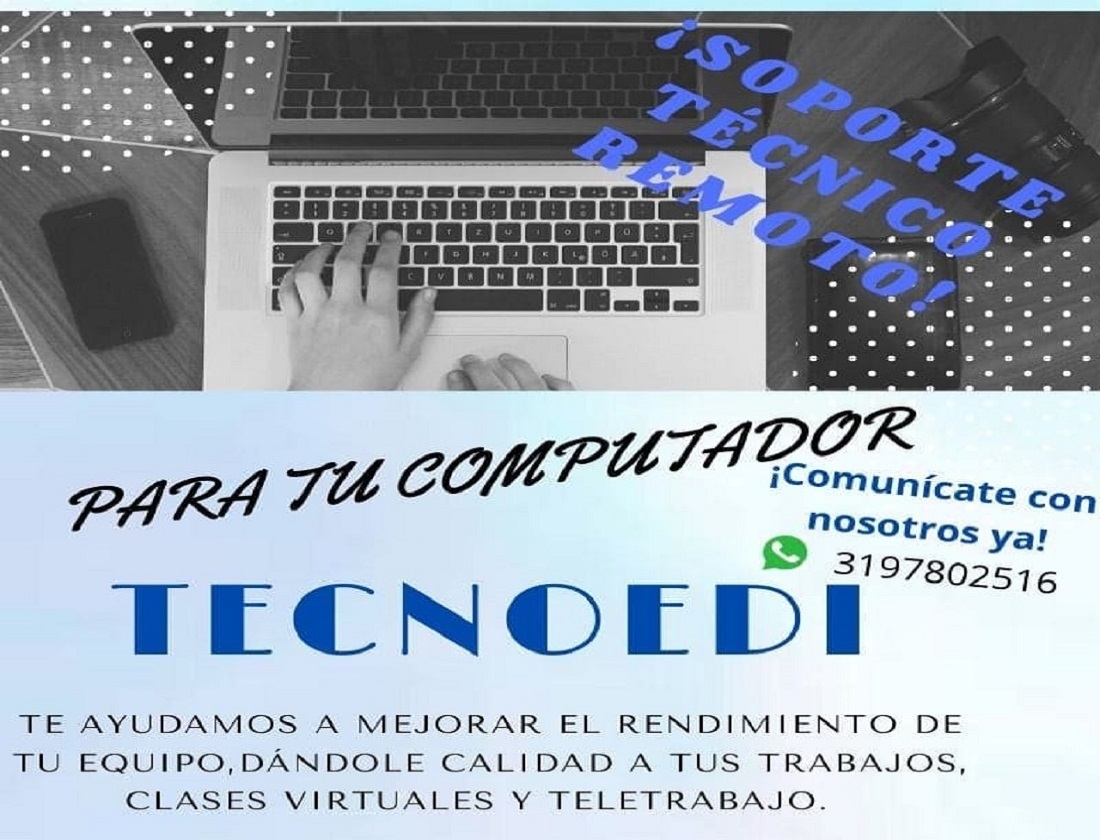 ¡SOPORTE
TÉCNICO
REMOTO!
PARA TU COMPUTADOR
¡Comunícate con
nosotros ya!
3197802516
TECNOEDI
TE AYUDAMOS A MEJORAR EL RENDIMIENTO DE
TU EQUIPO,DÁNDOLE CALIDAD A TUS TRABAJOS,
CLASES VIRTUALES Y TELETRABAJO.